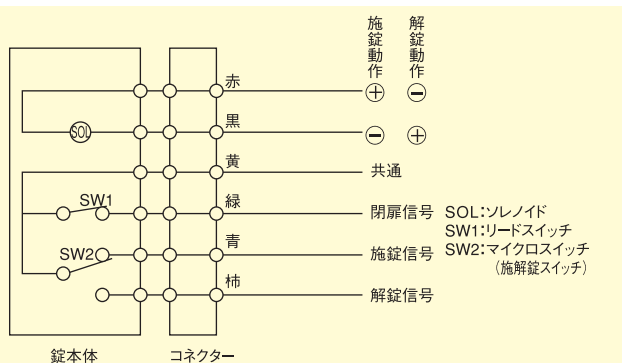 施錠動作
解錠動作
赤
⊕ ⊖
黒
SOL
⊖ ⊕
黄
共通
SW1
緑
閉扉信号
SOL:ソレノイド
SW1:リードスイッチ
SW2
青
施錠信号
SW2:マイクロスイッチ
(施解錠スイッチ)
柿
解錠信号
錠本体
コネクター